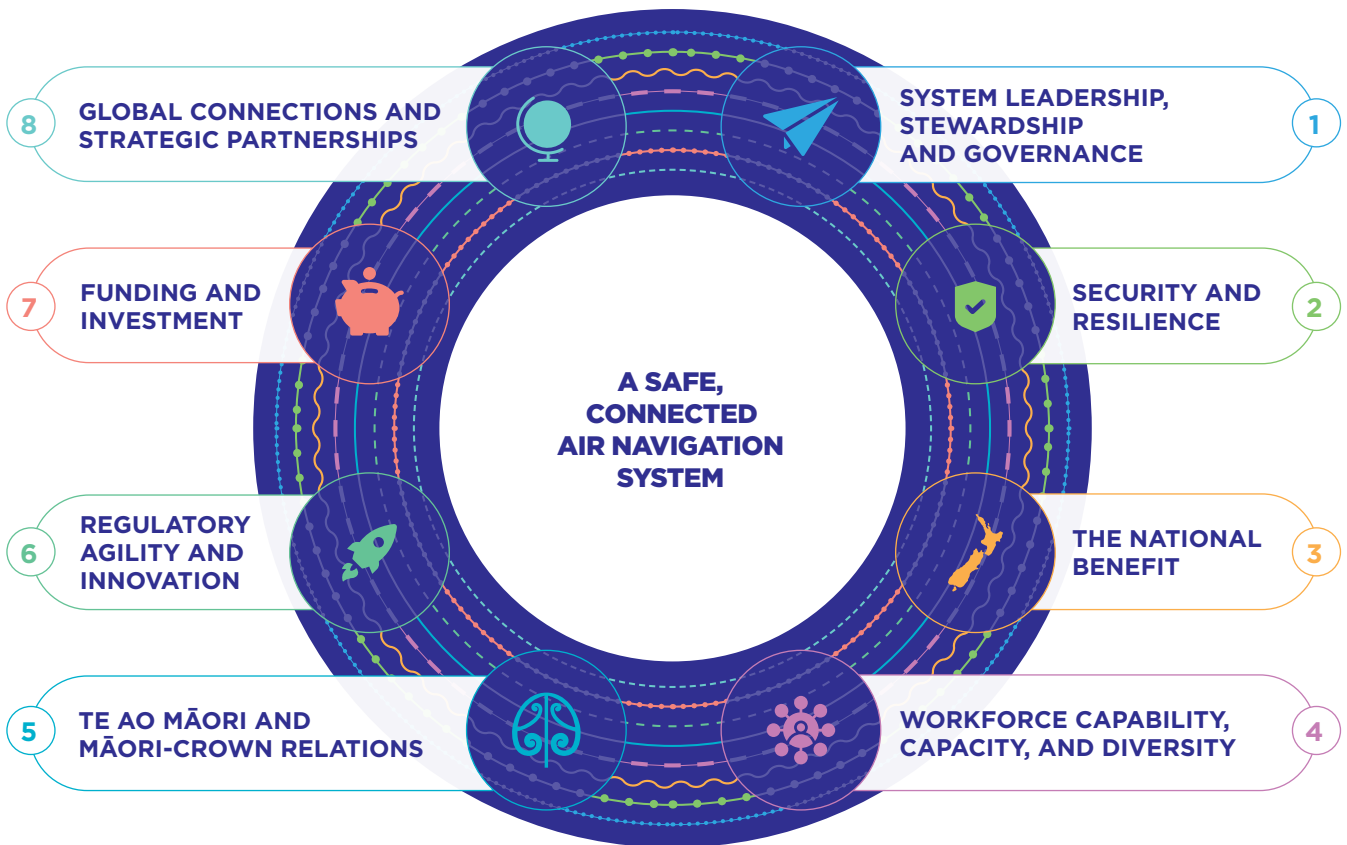 A SAFE,
CONNECTED
AIR NAVIGATION
SYSTEM
1
SYSTEM LEADERSHIP,
STEWARDSHIP
AND GOVERNANCE
2
SECURITY AND
RESILIENCE
3
THE NATIONAL
BENEFIT
4
WORKFORCE CAPABILITY,
CAPACITY, AND DIVERSITY
5
TE AO MĀORI AND
MĀORI-CROWN RELATIONS
6
REGULATORY
AGILITY AND
INNOVATION
7
FUNDING AND
INVESTMENT
8
GLOBAL CONNECTIONS AND
STRATEGIC PARTNERSHIPS